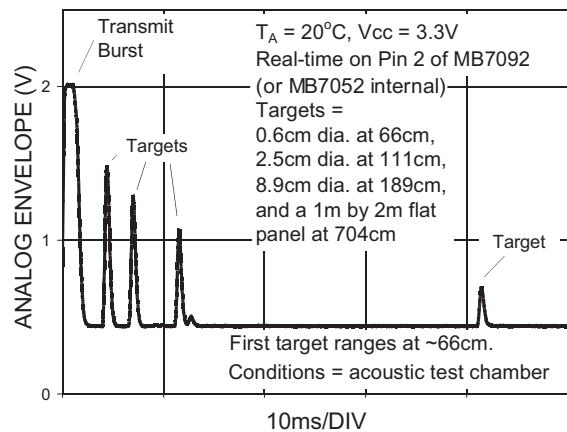 Transmit
Burst
T_A = 20°C, Vcc = 3.3V
Real-time on Pin 2 of MB7092
(or MB7052 internal)
Targets =
0.6cm dia. at 66cm,
2.5cm dia. at 111cm,
8.9cm dia. at 189cm,
and a 1m by 2m flat
panel at 704cm
Targets
Target
First target ranges at ~66cm.
Conditions = acoustic test chamber
ANALOG ENVELOPE (V)
2
1
0
10ms/DIV